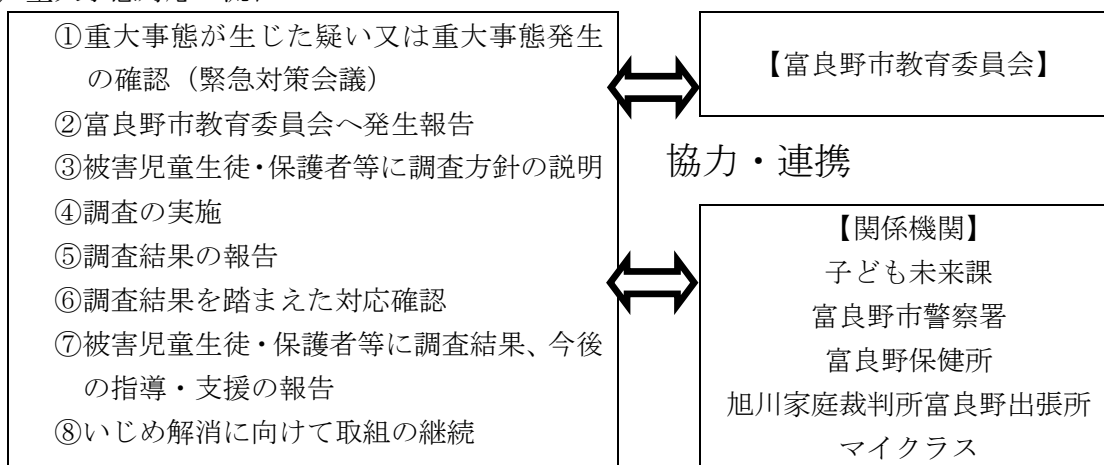 ①重大事態が生じた疑い又は重大事態発生
の確認（緊急対策会議）
②富良野市教育委員会へ発生報告
③被害児童生徒・保護者等に調査方針の説明
④調査の実施
⑤調査結果の報告
⑥調査結果を踏まえた対応確認
⑦被害児童生徒・保護者等に調査結果、今後
の指導・支援の報告
⑧いじめ解消に向けて取組の継続
【富良野市教育委員会】
協力・連携
【関係機関】
子ども未来課
富良野市警察署
富良野保健所
旭川家庭裁判所富良野出張所
マイクラス